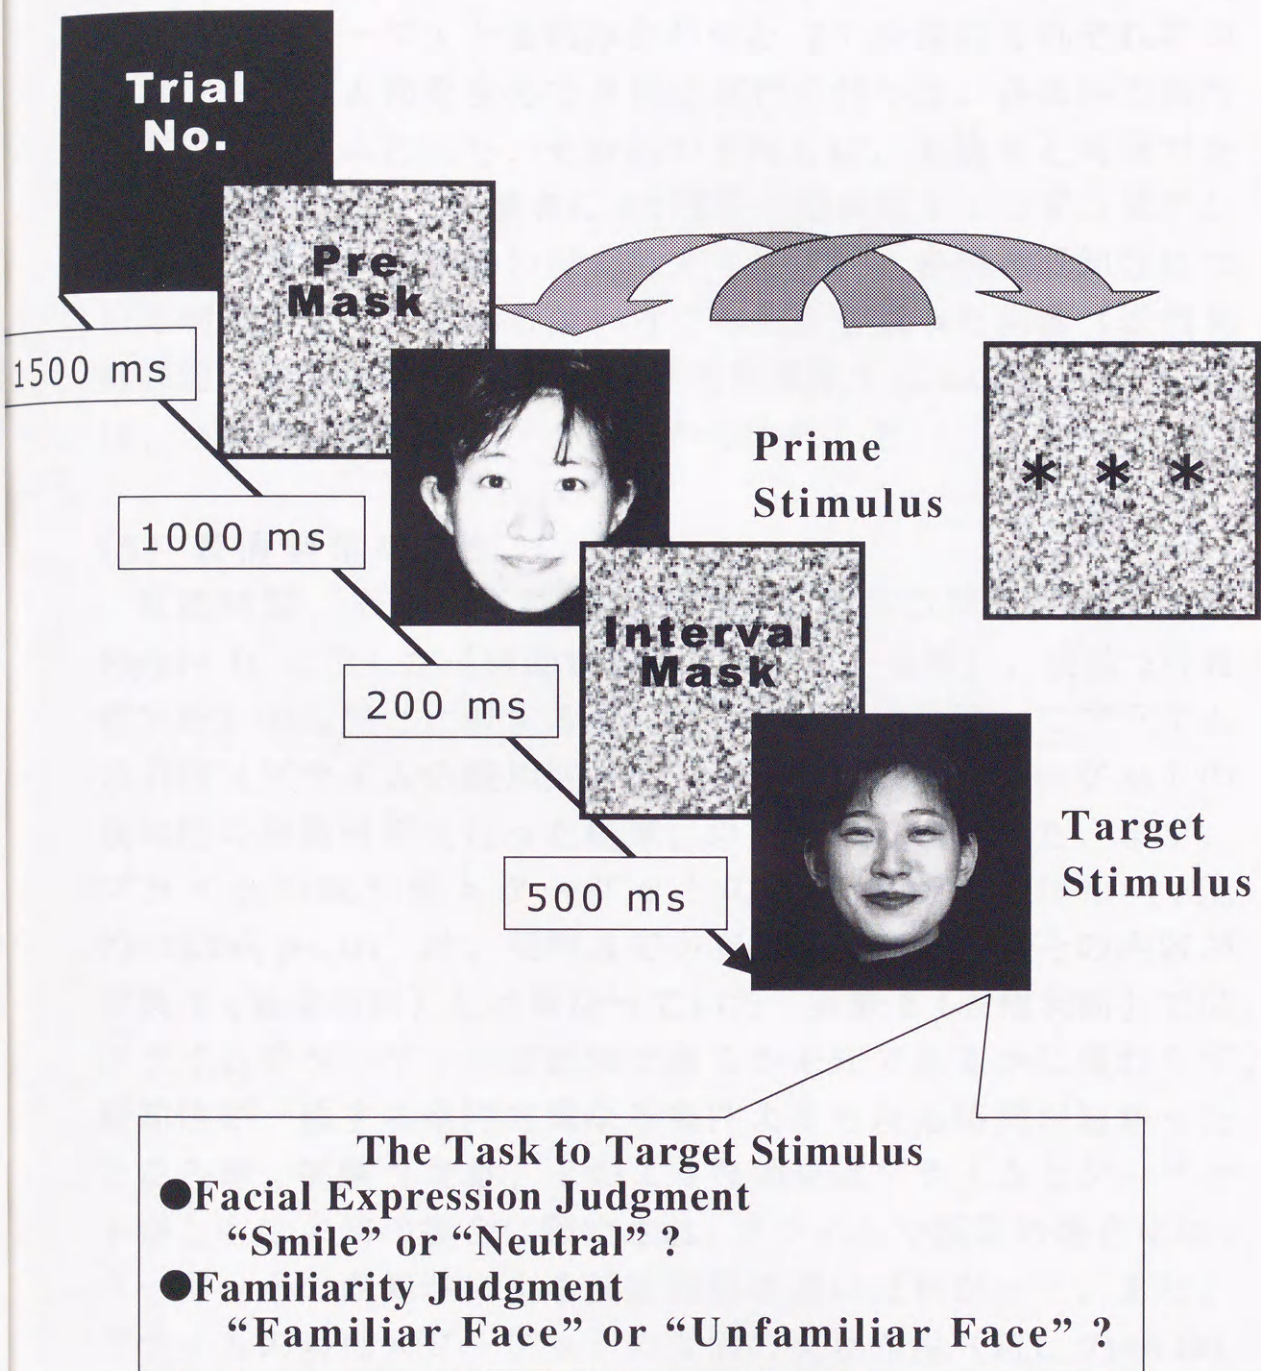 Trial
No.
Pre
Mask
1500 ms
Prime
Stimulus
* * *
1000 ms
Interval
Mask
200 ms
Target
Stimulus
500 ms
The Task to Target Stimulus
●Facial Expression Judgment
“Smile” or “Neutral” ?
●Familiarity Judgment
“Familiar Face” or “Unfamiliar Face” ?